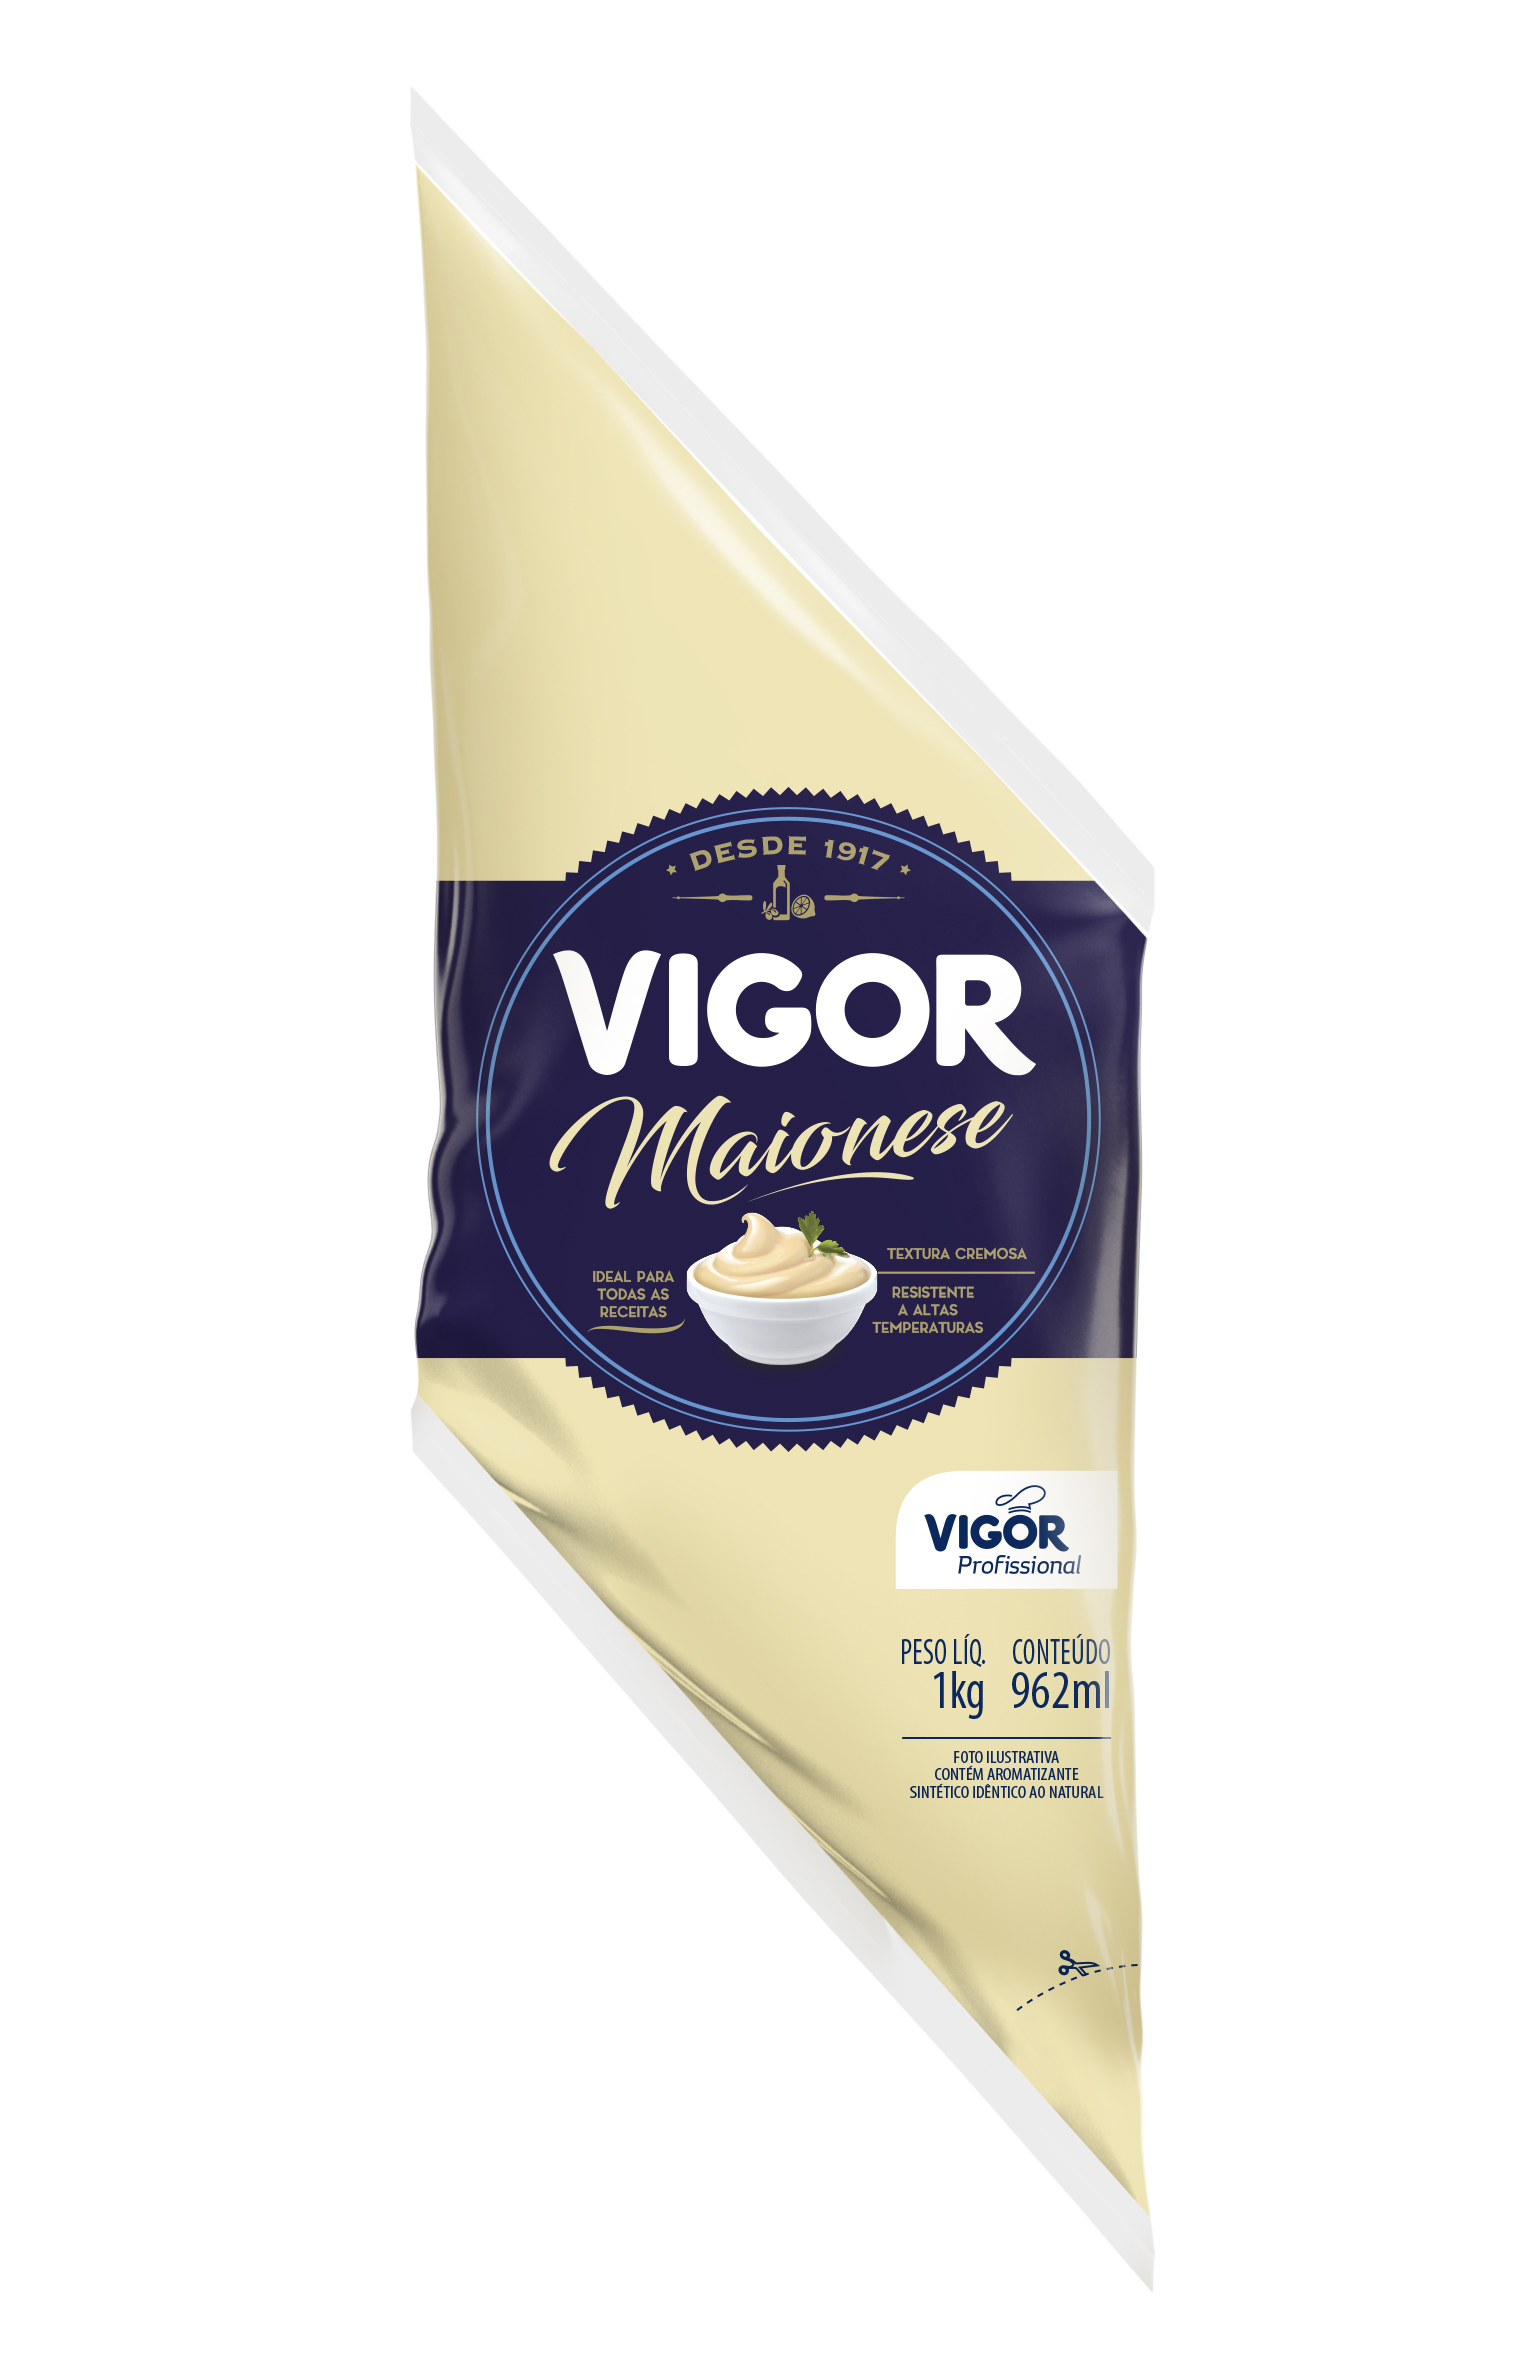 DESDE 1917
VIGOR
Maionese
IDEAL PARA
TODAS AS
RECEITAS
TEXTURA CREMOSA
RESISTENTE
A ALTAS
TEMPERATURAS
VIGOR
Profissional
PESO LÍQ. CONTEÚDO
1kg 962ml
FOTO ILUSTRATIVA
CONTÉM AROMATIZANTE
SINTÉTICO IDÊNTICO AO NATURAL